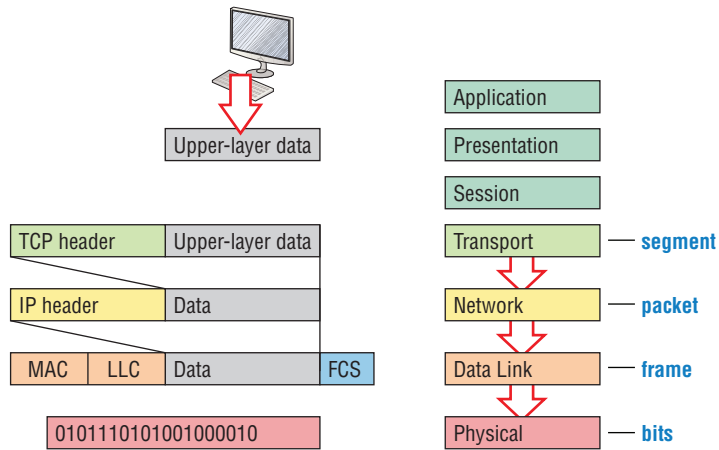 Application
Upper-layer data Presentation
Session
TCP header Upper-layer data Transport segment
IP header Data Network packet
MAC LLC Data FCS Data Link frame
0101110101001000010 Physical bits